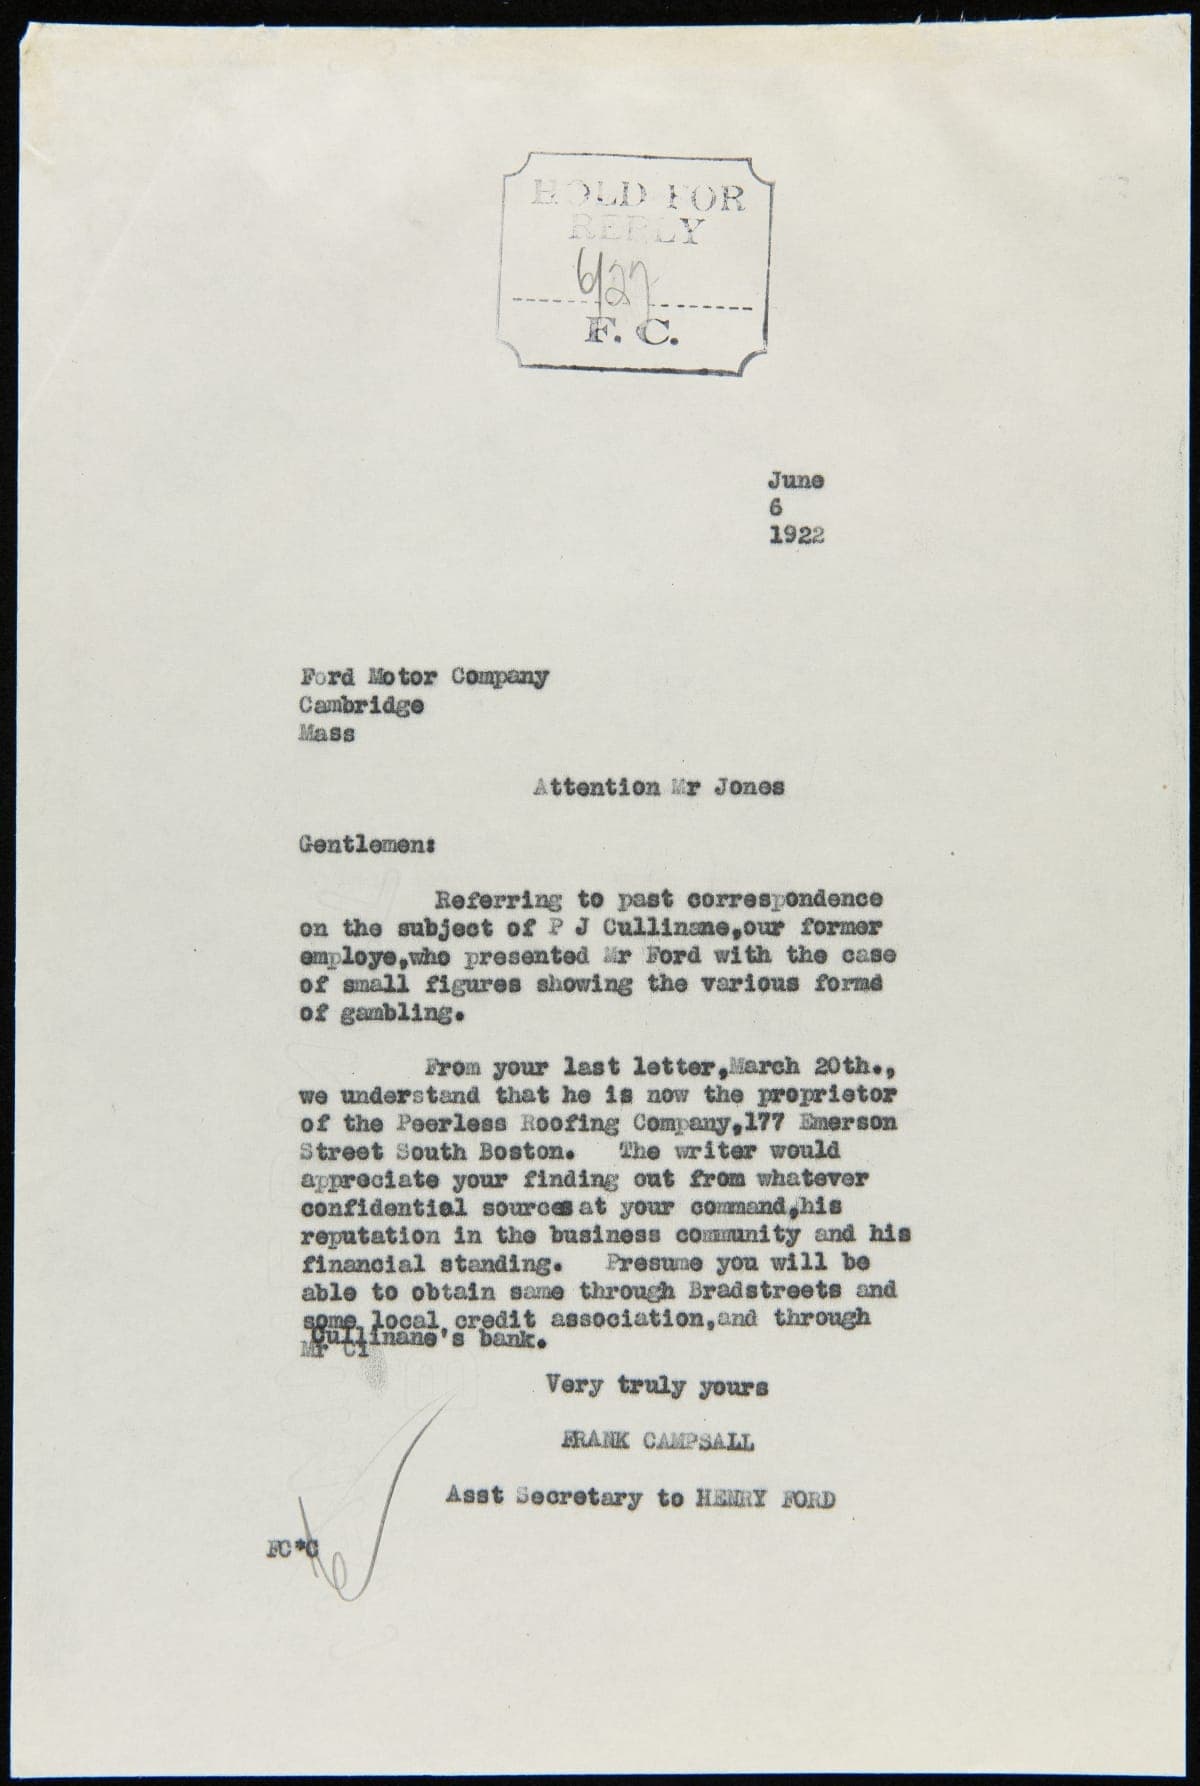 HOLD FOR
REPLY
6/27
F. C.
June
6
1922
Ford Motor Company
Cambridge
Mass
Attention Mr Jones
Gentlemen:
Referring to past correspondence
on the subject of P J Cullinane,our former
employe,who presented Mr Ford with the case
of small figures showing the various forms
of gambling.
From your last letter,March 20th.,
we understand that he is now the proprietor
of the Peerless Roofing Company,177 Emerson
Street South Boston. The writer would
appreciate your finding out from whatever
confidential sources at your command,his
reputation in the business community and his
financial standing. Presume you will be
able to obtain same through Bradstreets and
some local credit association,and through
Cullinane's bank.
Mr Cl
Very truly yours
FRANK CAMPSALL
Asst Secretary to HENRY FORD
FC*C